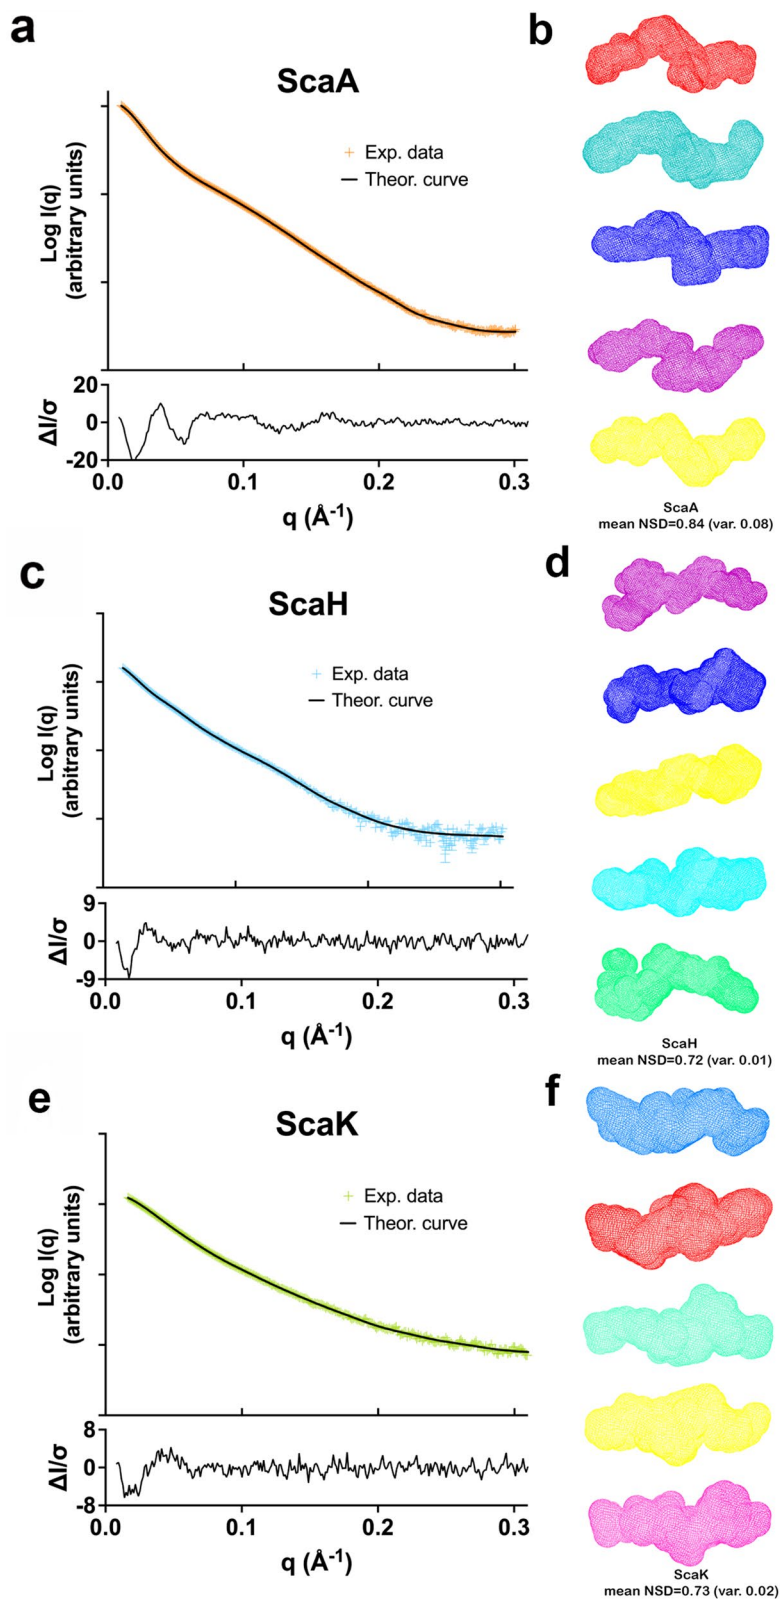 a
ScaA
Log I(q)
(arbitrary units)
Exp. data
Theor. curve
20
0
-20
ΔI/σ
0.0 0.1 0.2 0.3
q (Å-1)
b
ScaA
mean NSD=0.84 (var. 0.08)
c
ScaH
Log I(q)
(arbitrary units)
Exp. data
Theor. curve
9
0
-9
ΔI/σ
0.0 0.1 0.2 0.3
q (Å-1)
d
ScaH
mean NSD=0.72 (var. 0.01)
e
ScaK
Log I(q)
(arbitrary units)
Exp. data
Theor. curve
8
0
-8
ΔI/σ
0.0 0.1 0.2 0.3
q (Å-1)
f
ScaK
mean NSD=0.73 (var. 0.02)